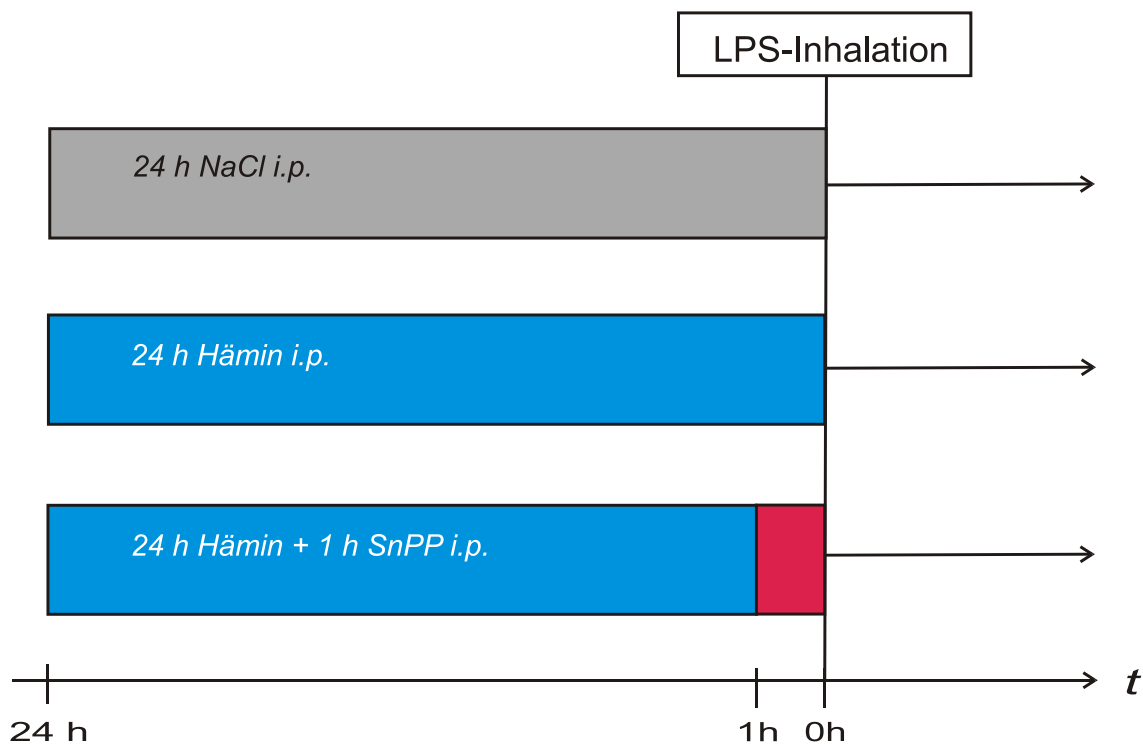 LPS-Inhalation
24 h NaCl i.p.
24 h Hämin i.p.
24 h Hämin + 1 h SnPP i.p.
t
24 h 1h 0h